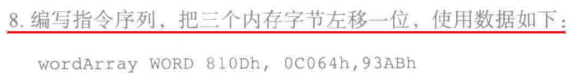 8. 编写指令序列，把三个内存字节左移一位，使用数据如下：
wordArray WORD 810Dh, 0C064h,93ABh